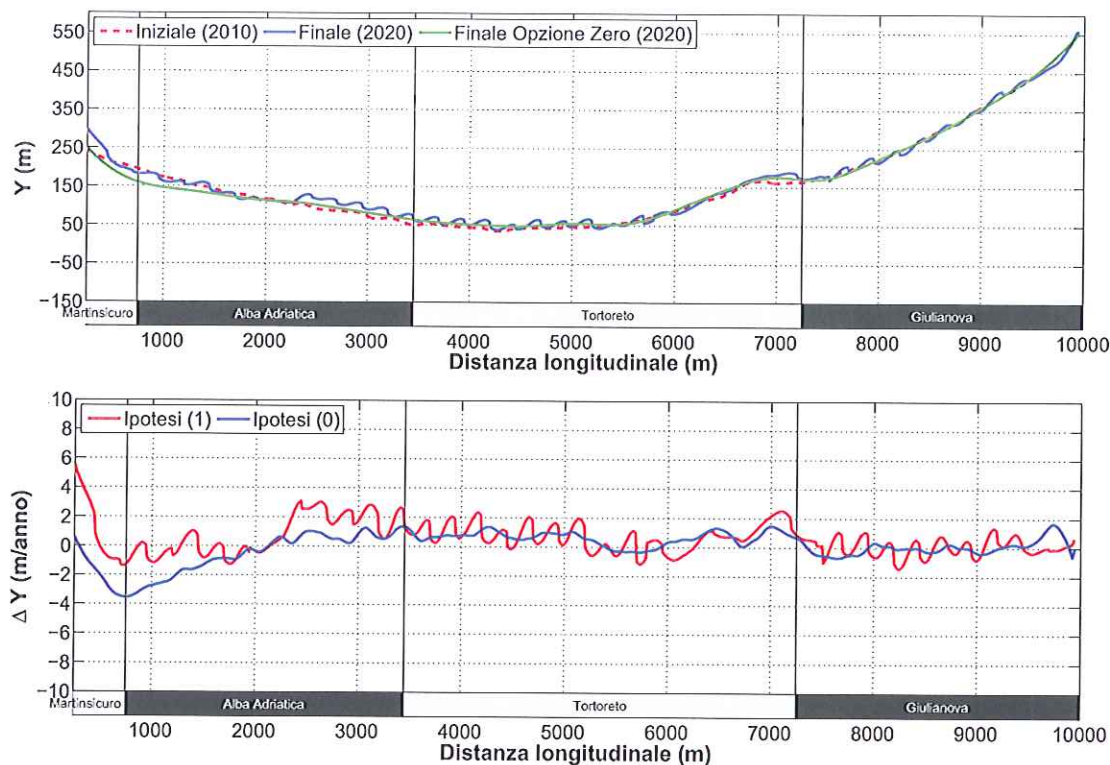 Iniziale (2010) Finale (2020) Finale Opzione Zero (2020)
550
450
350
250
150
50
−50
−150
Y (m)
Martinsicuro Alba Adriatica Tortoreto Giulianova
1000 2000 3000 4000 5000 6000 7000 8000 9000 10000
Distanza longitudinale (m)
Ipotesi (1) Ipotesi (0)
10
8
6
4
2
0
−2
−4
−6
−8
−10
Δ Y (m/anno)
Martinsicuro Alba Adriatica Tortoreto Giulianova
1000 2000 3000 4000 5000 6000 7000 8000 9000 10000
Distanza longitudinale (m)